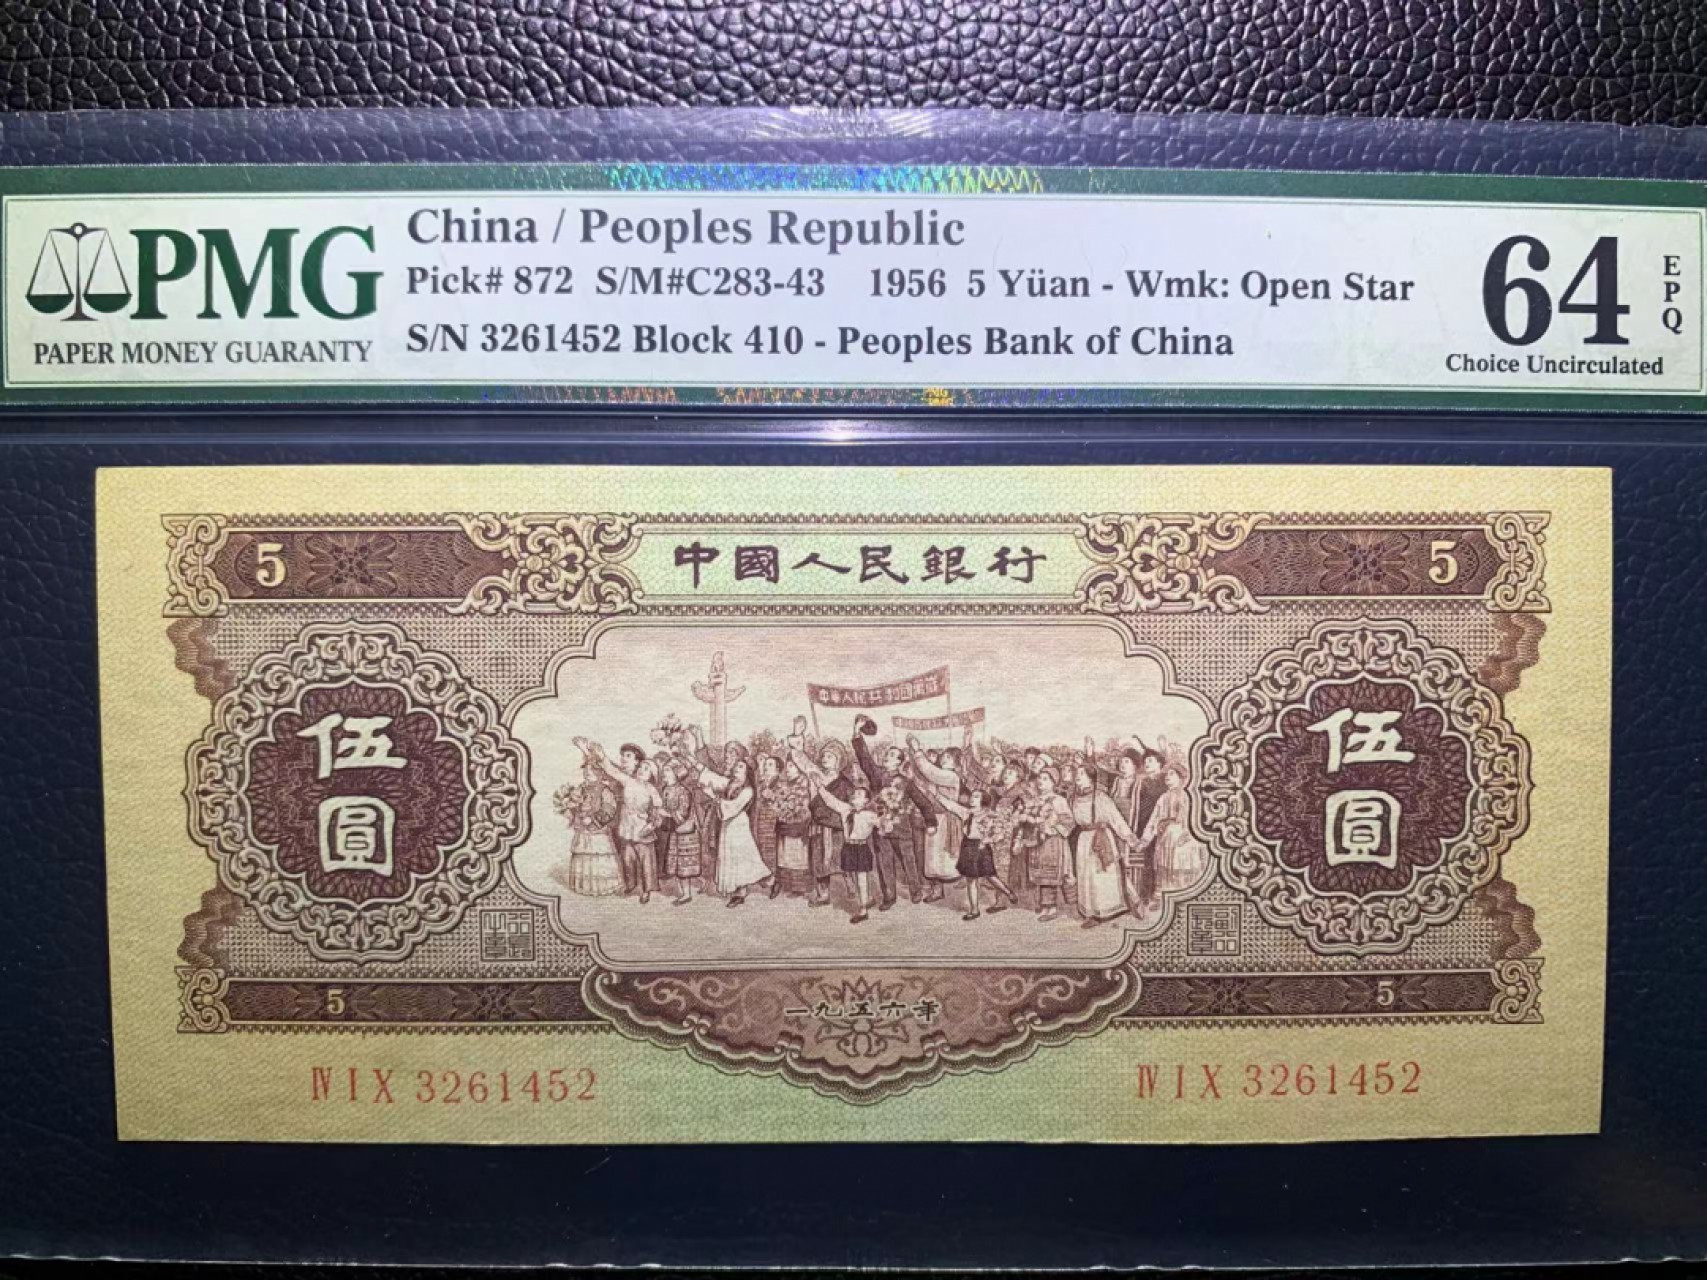 PMG
PAPER MONEY GUARANTY
China / Peoples Republic
Pick# 872 S/M#C283-43 1956 5 Yüan - Wmk: Open Star
S/N 3261452 Block 410 - Peoples Bank of China
64
EPQ
Choice Uncirculated
5 中國人民銀行 5
伍圓
伍圓
5 一九五六年 5
IV I X 3261452
IV I X 3261452